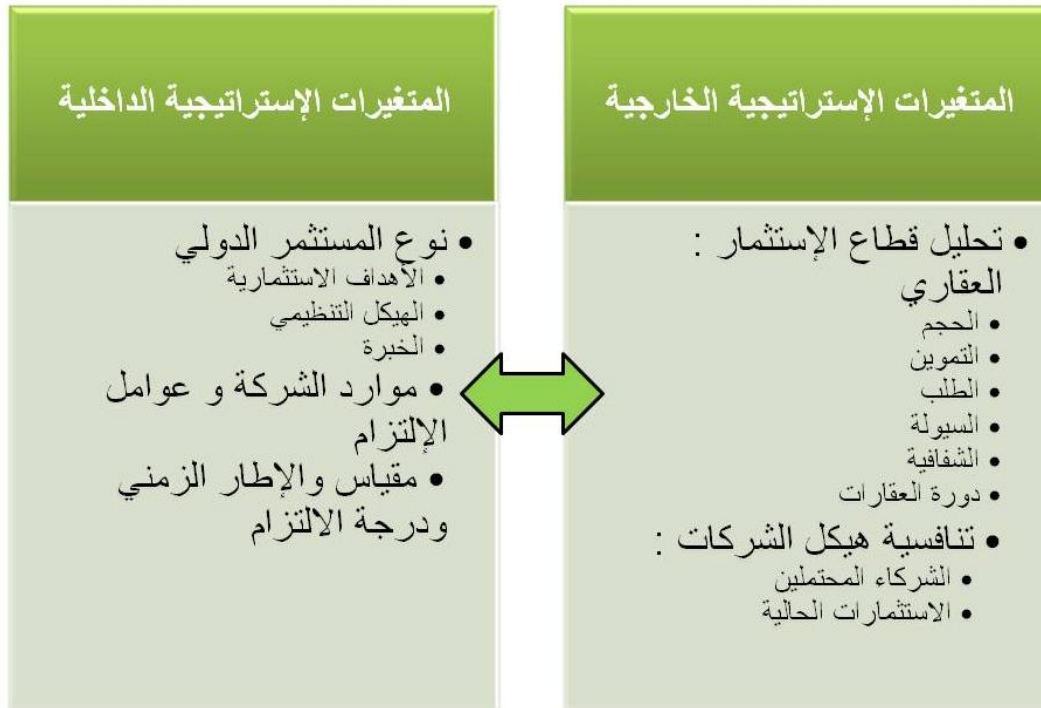 المتغيرات الإستراتيجية الخارجية
• تحليل قطاع الإستثمار :
العقاري
• الحجم
• التموين
• الطلب
• السيولة
• الشفافية
• دورة العقارات
• تنافسية هيكل الشركات :
• الشركاء المحتملين
• الاستثمارات الحالية
المتغيرات الإستراتيجية الداخلية
• نوع المستثمر الدولي
• الأهداف الاستثمارية
• الهيكل التنظيمي
• الخبرة
• موارد الشركة و عوامل
الإلتزام
• مقياس والإطار الزمني
ودرجة الالتزام